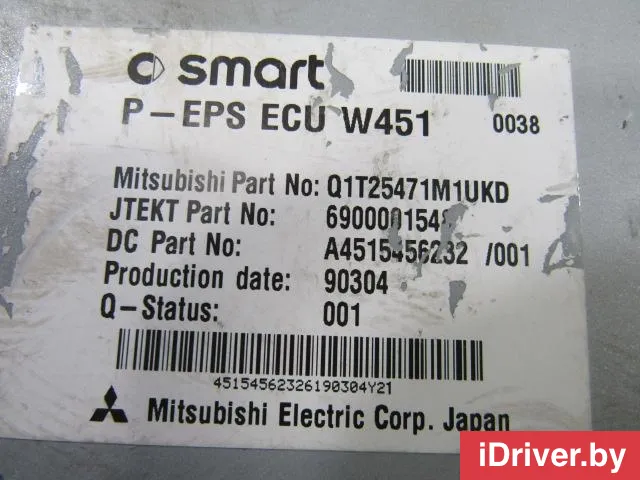 smart
P-EPS ECU W451 0038
Mitsubishi Part No: Q1T25471M1UKD
JTEKT Part No:
DC Part No: A4515456232 /001
Production date: 90304
Q-Status: 001
45154562326190304Y21
Mitsubishi Electric Corp. Japan
iDriver.by